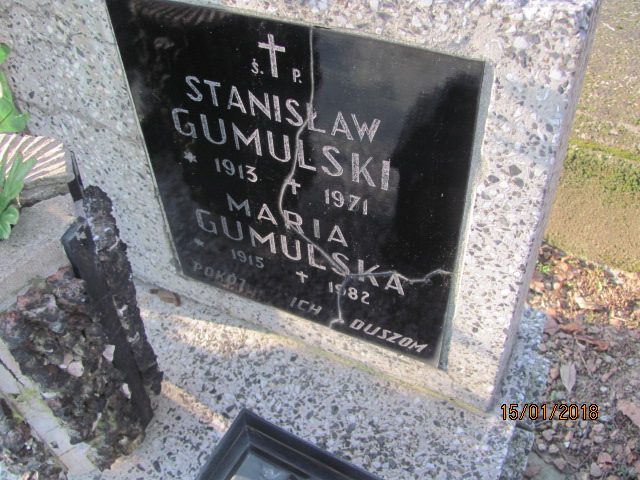 Ś. † P.
STANISŁAW
GUMULSKI
* 1913 + 1971
MARIA
GUMULSKA
* 1915 + 1982
POKÓJ ICH DUSZOM
15/01/2018